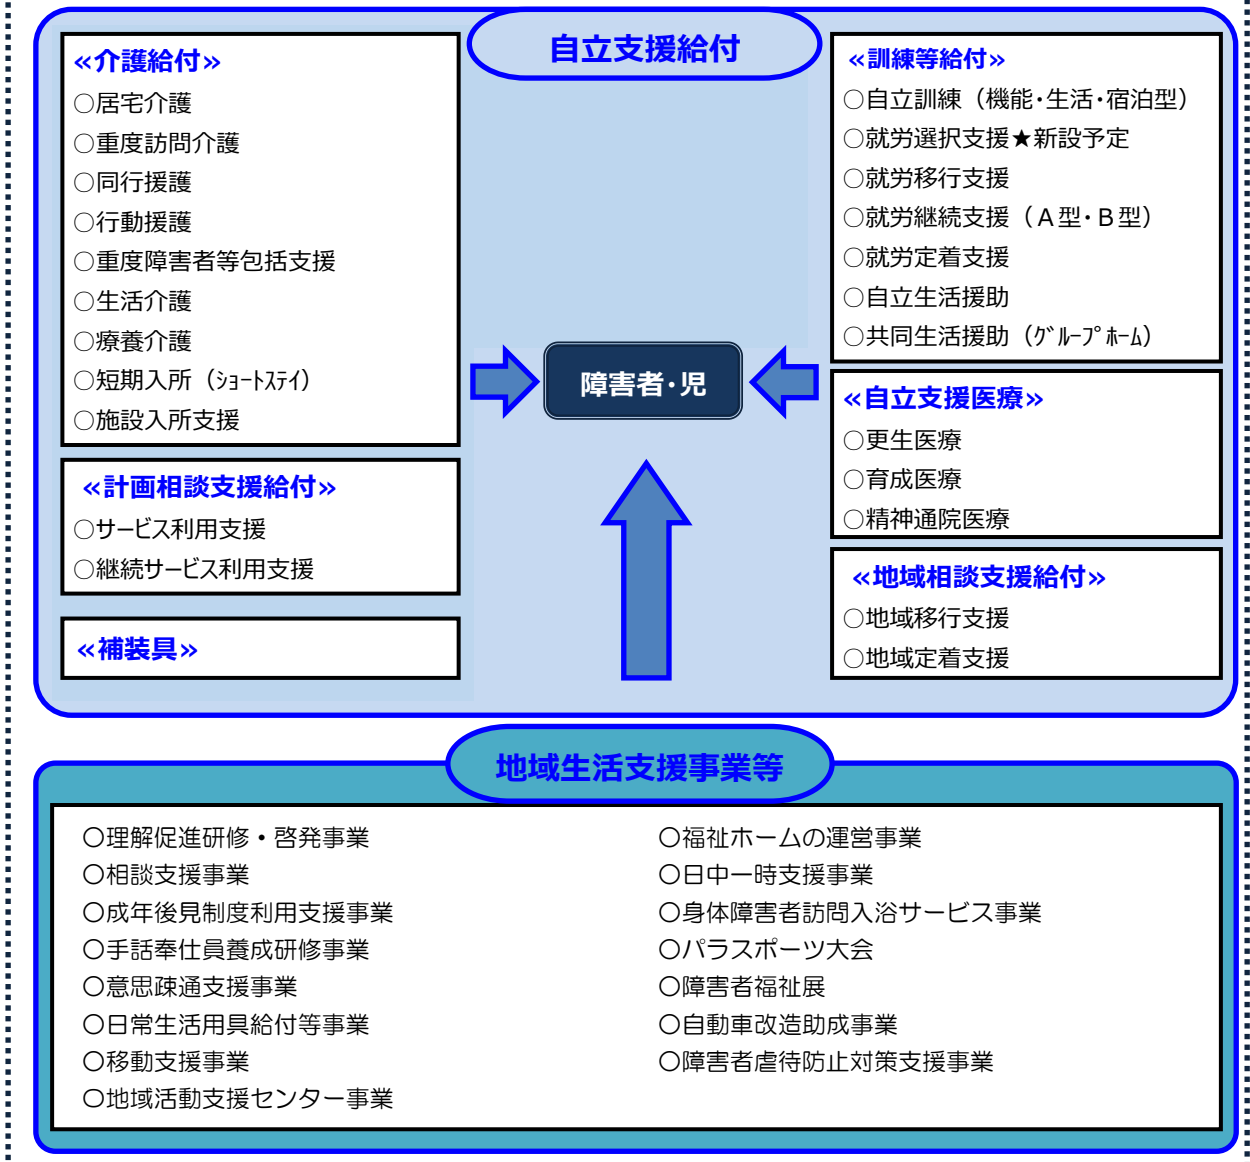 自立支援給付
«介護給付»
○居宅介護
○重度訪問介護
○同行援護
○行動援護
○重度障害者等包括支援
○生活介護
○療養介護
○短期入所（ｼｮｰﾄｽﾃｲ）
○施設入所支援
«計画相談支援給付»
○サービス利用支援
○継続サービス利用支援
«補装具»
障害者・児
«訓練等給付»
○自立訓練（機能・生活・宿泊型）
○就労選択支援★新設予定
○就労移行支援
○就労継続支援（Ａ型・Ｂ型）
○就労定着支援
○自立生活援助
○共同生活援助（ｸﾞﾙｰﾌﾟﾎｰﾑ）
«自立支援医療»
○更生医療
○育成医療
○精神通院医療
«地域相談支援給付»
○地域移行支援
○地域定着支援
地域生活支援事業等
○理解促進研修・啓発事業
○相談支援事業
○成年後見制度利用支援事業
○手話奉仕員養成研修事業
○意思疎通支援事業
○日常生活用具給付等事業
○移動支援事業
○地域活動支援センター事業
○福祉ホームの運営事業
○日中一時支援事業
○身体障害者訪問入浴サービス事業
○パラスポーツ大会
○障害者福祉展
○自動車改造助成事業
○障害者虐待防止対策支援事業